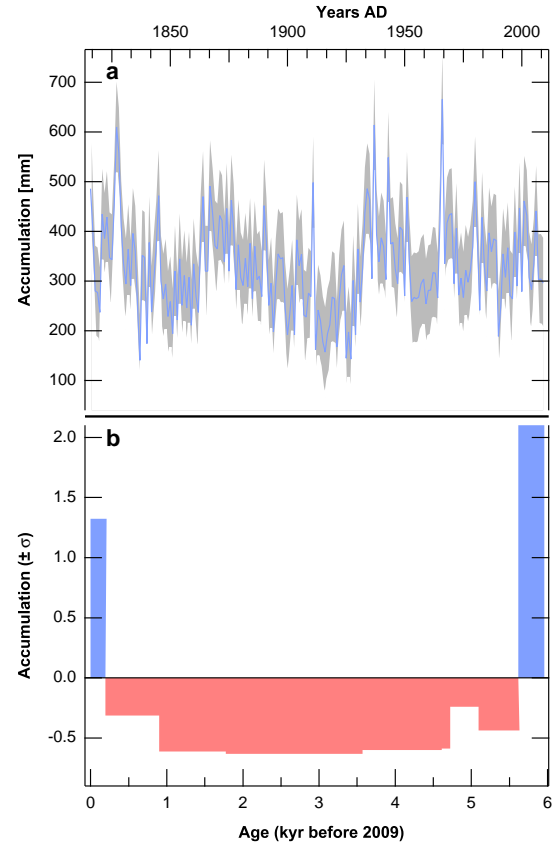 Years AD
1850 1900 1950 2000
a
700
600
500
400
300
200
100
Accumulation [mm]
b
2.0
1.5
1.0
0.5
0.0
-0.5
Accumulation (± σ)
0 1 2 3 4 5 6
Age (kyr before 2009)